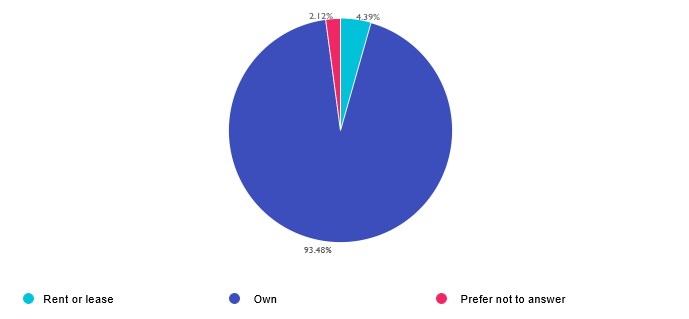 2.12% 4.39%
93.48%
Rent or lease Own Prefer not to answer